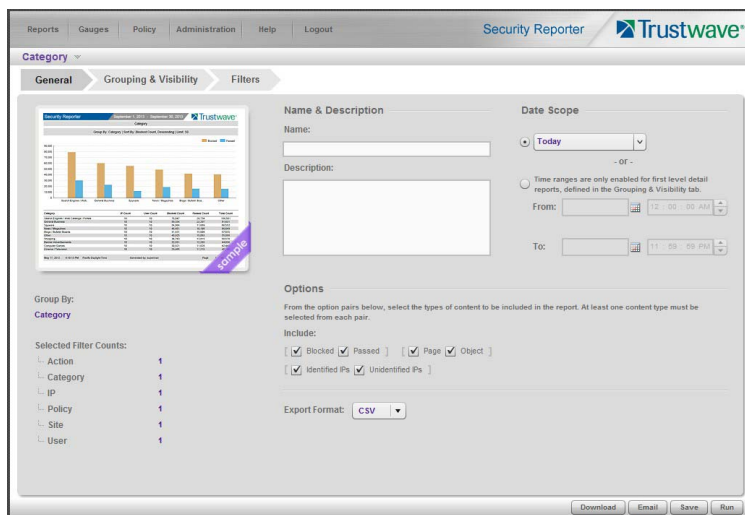 Reports Gauges Policy Administration Help Logout
Security Reporter Trustwave®
Category
General Grouping & Visibility Filters
Security Reporter Trustwave
Category
sample
Group By:
Category
Selected Filter Counts:
Action 1
Category 1
IP 1
Policy 1
Site 1
User 1
Name & Description
Name:
Description:
Date Scope
Today
- or -
Time ranges are only enabled for first level detail
reports, defined in the Grouping & Visibility tab.
From: 12 : 00 : 00 AM
To: 11 : 59 : 59 PM
Options
From the option pairs below, select the types of content to be included in the report. At least one content type must be
selected from each pair.
Include:
[ Blocked Passed ] [ Page Object ]
[ Identified IPs Unidentified IPs ]
Export Format: CSV
Download Email Save Run